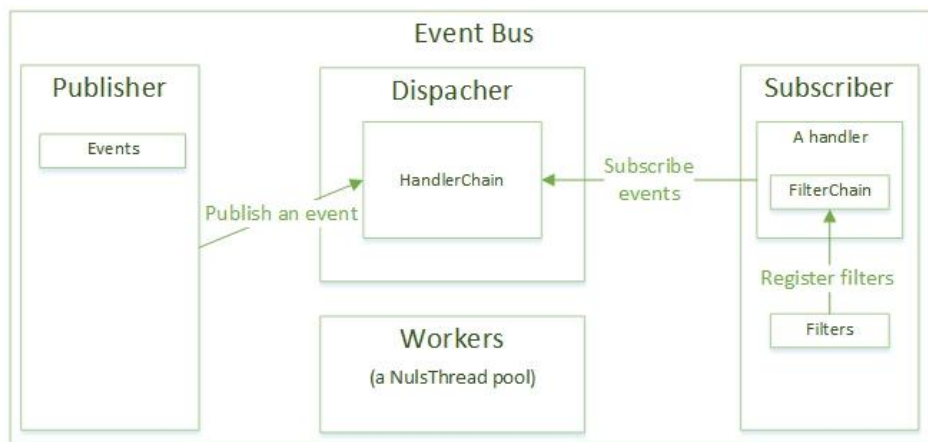 Event Bus
Publisher
Events
Publish an event
Dispacher
HandlerChain
Subscribe
events
Subscriber
A handler
FilterChain
Register filters
Filters
Workers
(a NulsThread pool)